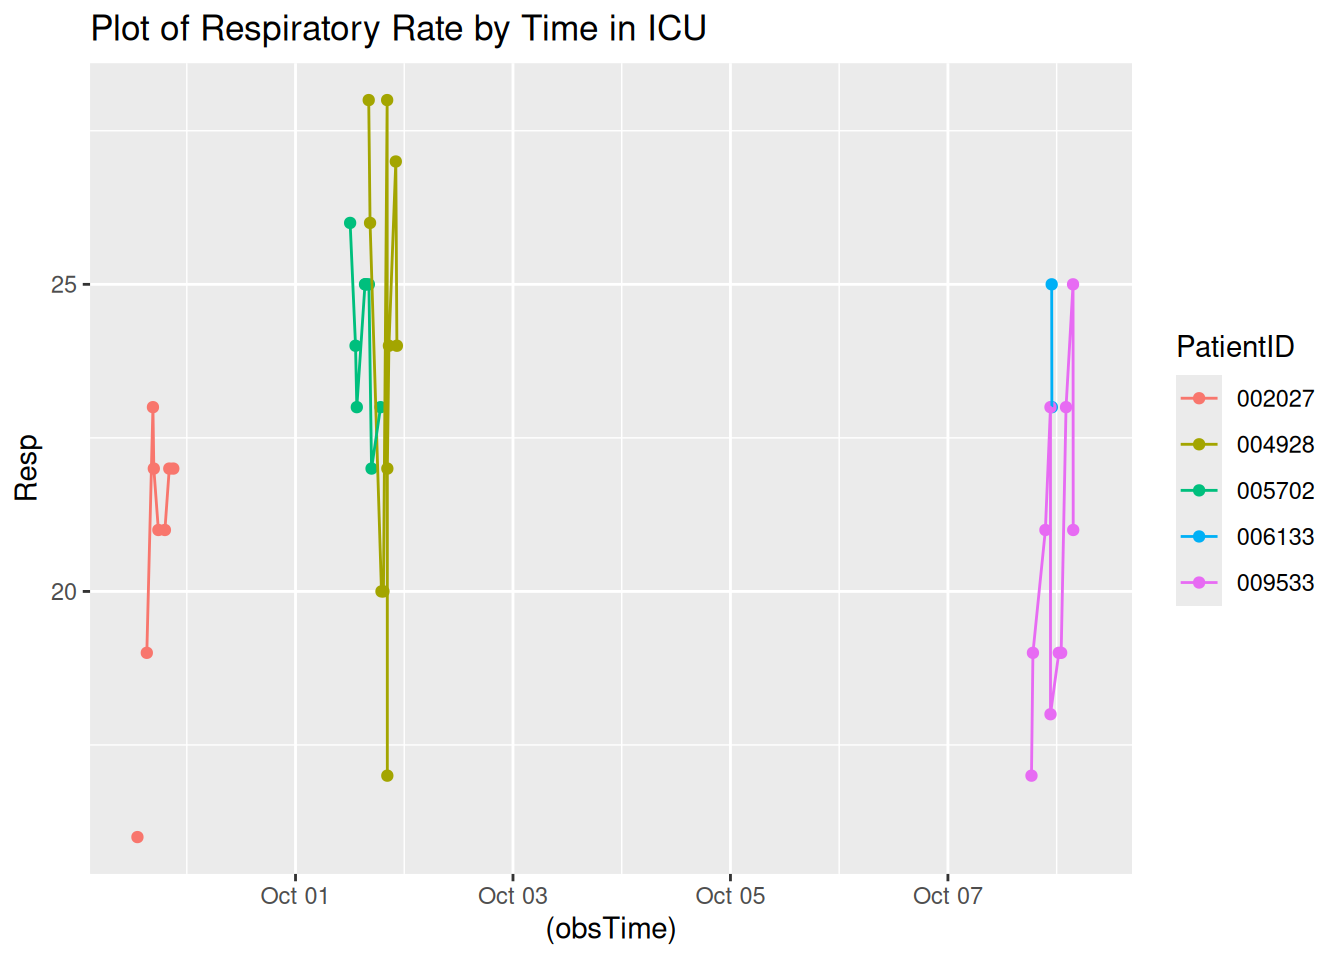 Plot of Respiratory Rate by Time in ICU
25
20
Resp
Oct 01
Oct 03
Oct 05
Oct 07
(obsTime)
PatientID
002027
004928
005702
006133
009533